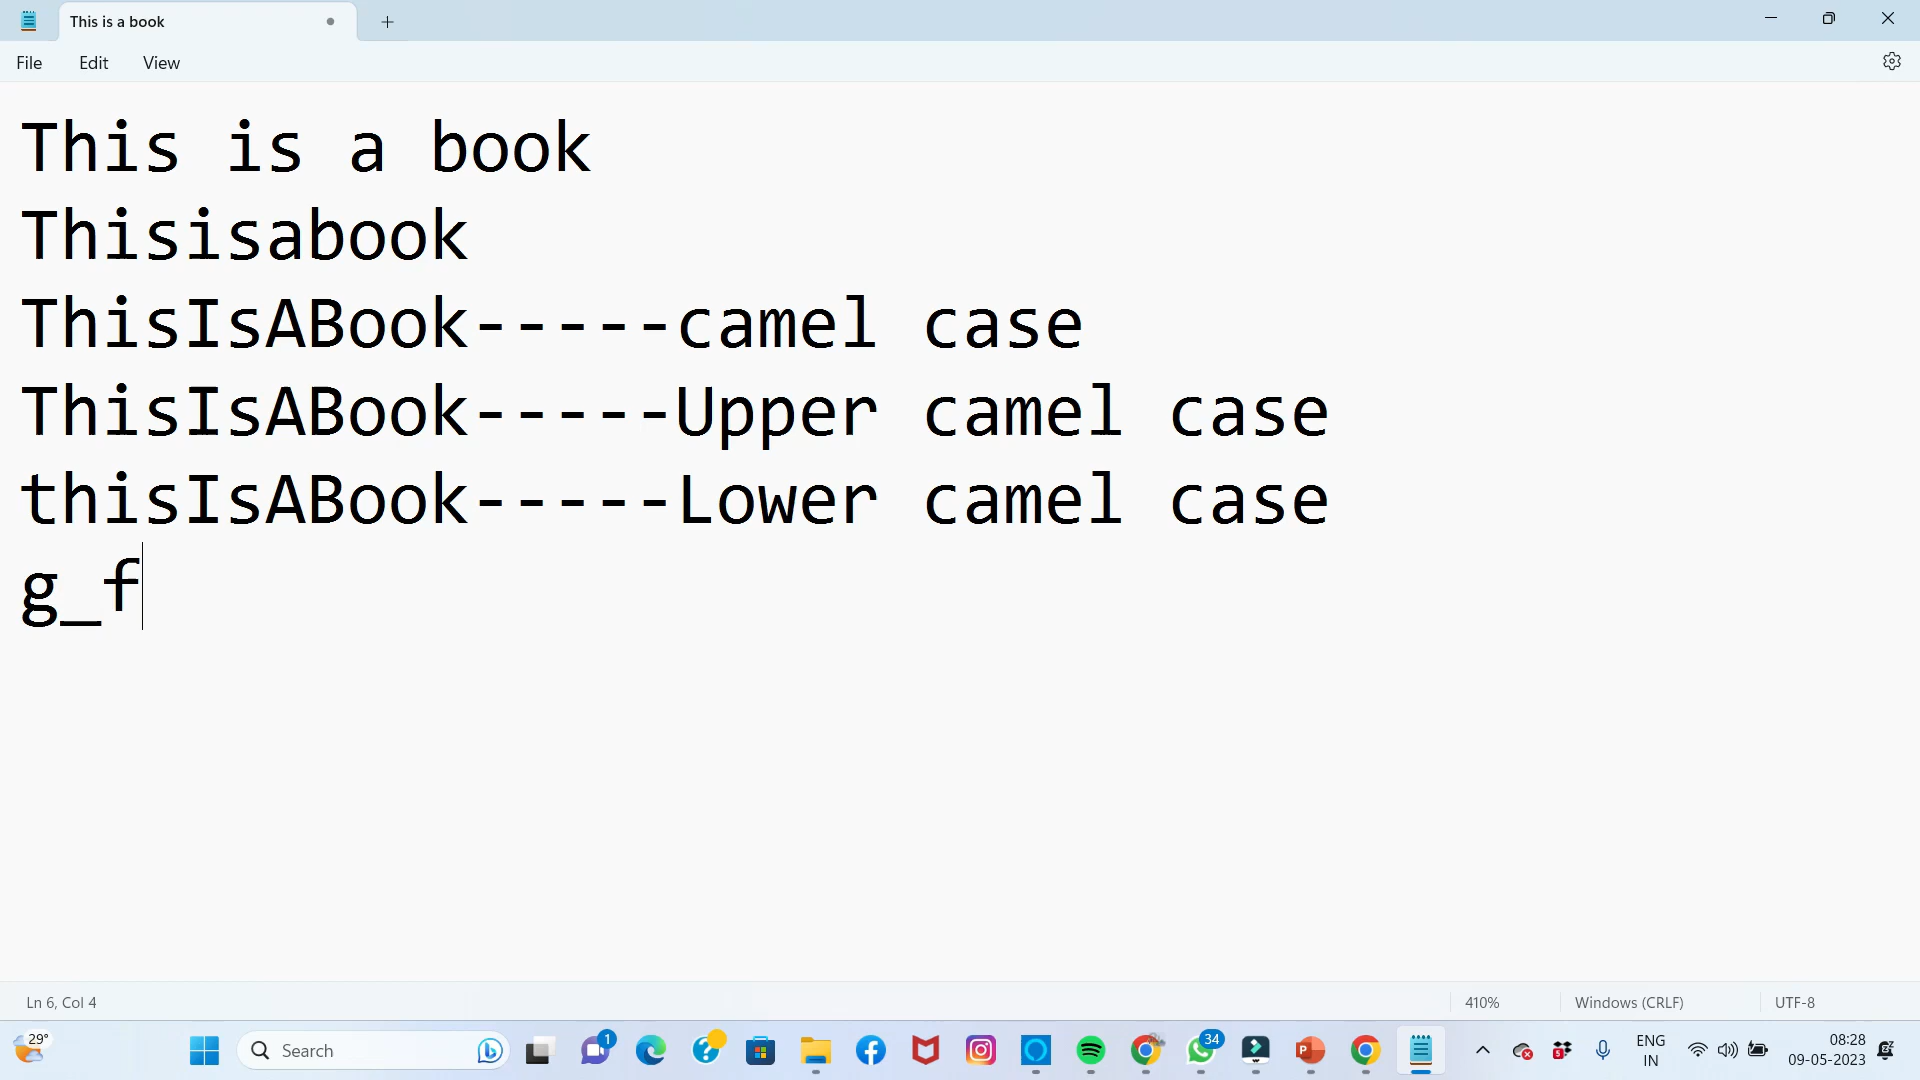 This is a book
File Edit View
This is a book
Thisisabook
ThisIsABook-----camel case
ThisIsABook-----Upper camel case
thisIsABook-----Lower camel case
g_f
Ln 6, Col 4 410% Windows (CRLF) UTF-8
29° Search 1 34 5 ENG 08:28
IN 09-05-2023